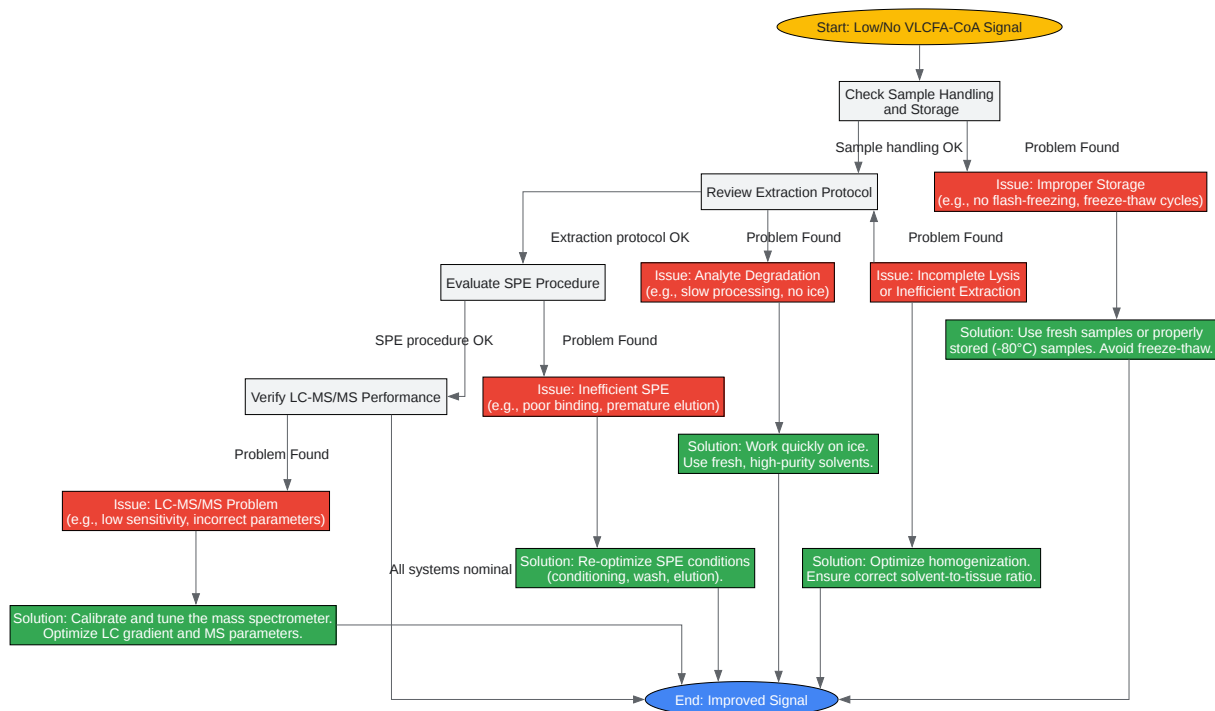 Start: Low/No VLCFA-CoA Signal
Check Sample Handling
and Storage
Sample handling OK
Problem Found
Review Extraction Protocol
Issue: Improper Storage
(e.g., no flash-freezing, freeze-thaw cycles)
Extraction protocol OK
Problem Found
Problem Found
Evaluate SPE Procedure
Issue: Analyte Degradation
(e.g., slow processing, no ice)
Issue: Incomplete Lysis
or Inefficient Extraction
Solution: Use fresh samples or properly
stored (-80°C) samples. Avoid freeze-thaw.
SPE procedure OK
Problem Found
Verify LC-MS/MS Performance
Issue: Inefficient SPE
(e.g., poor binding, premature elution)
Solution: Work quickly on ice.
Use fresh, high-purity solvents.
Problem Found
Issue: LC-MS/MS Problem
(e.g., low sensitivity, incorrect parameters)
All systems nominal
Solution: Re-optimize SPE conditions
(conditioning, wash, elution).
Solution: Optimize homogenization.
Ensure correct solvent-to-tissue ratio.
Solution: Calibrate and tune the mass spectrometer.
Optimize LC gradient and MS parameters.
End: Improved Signal